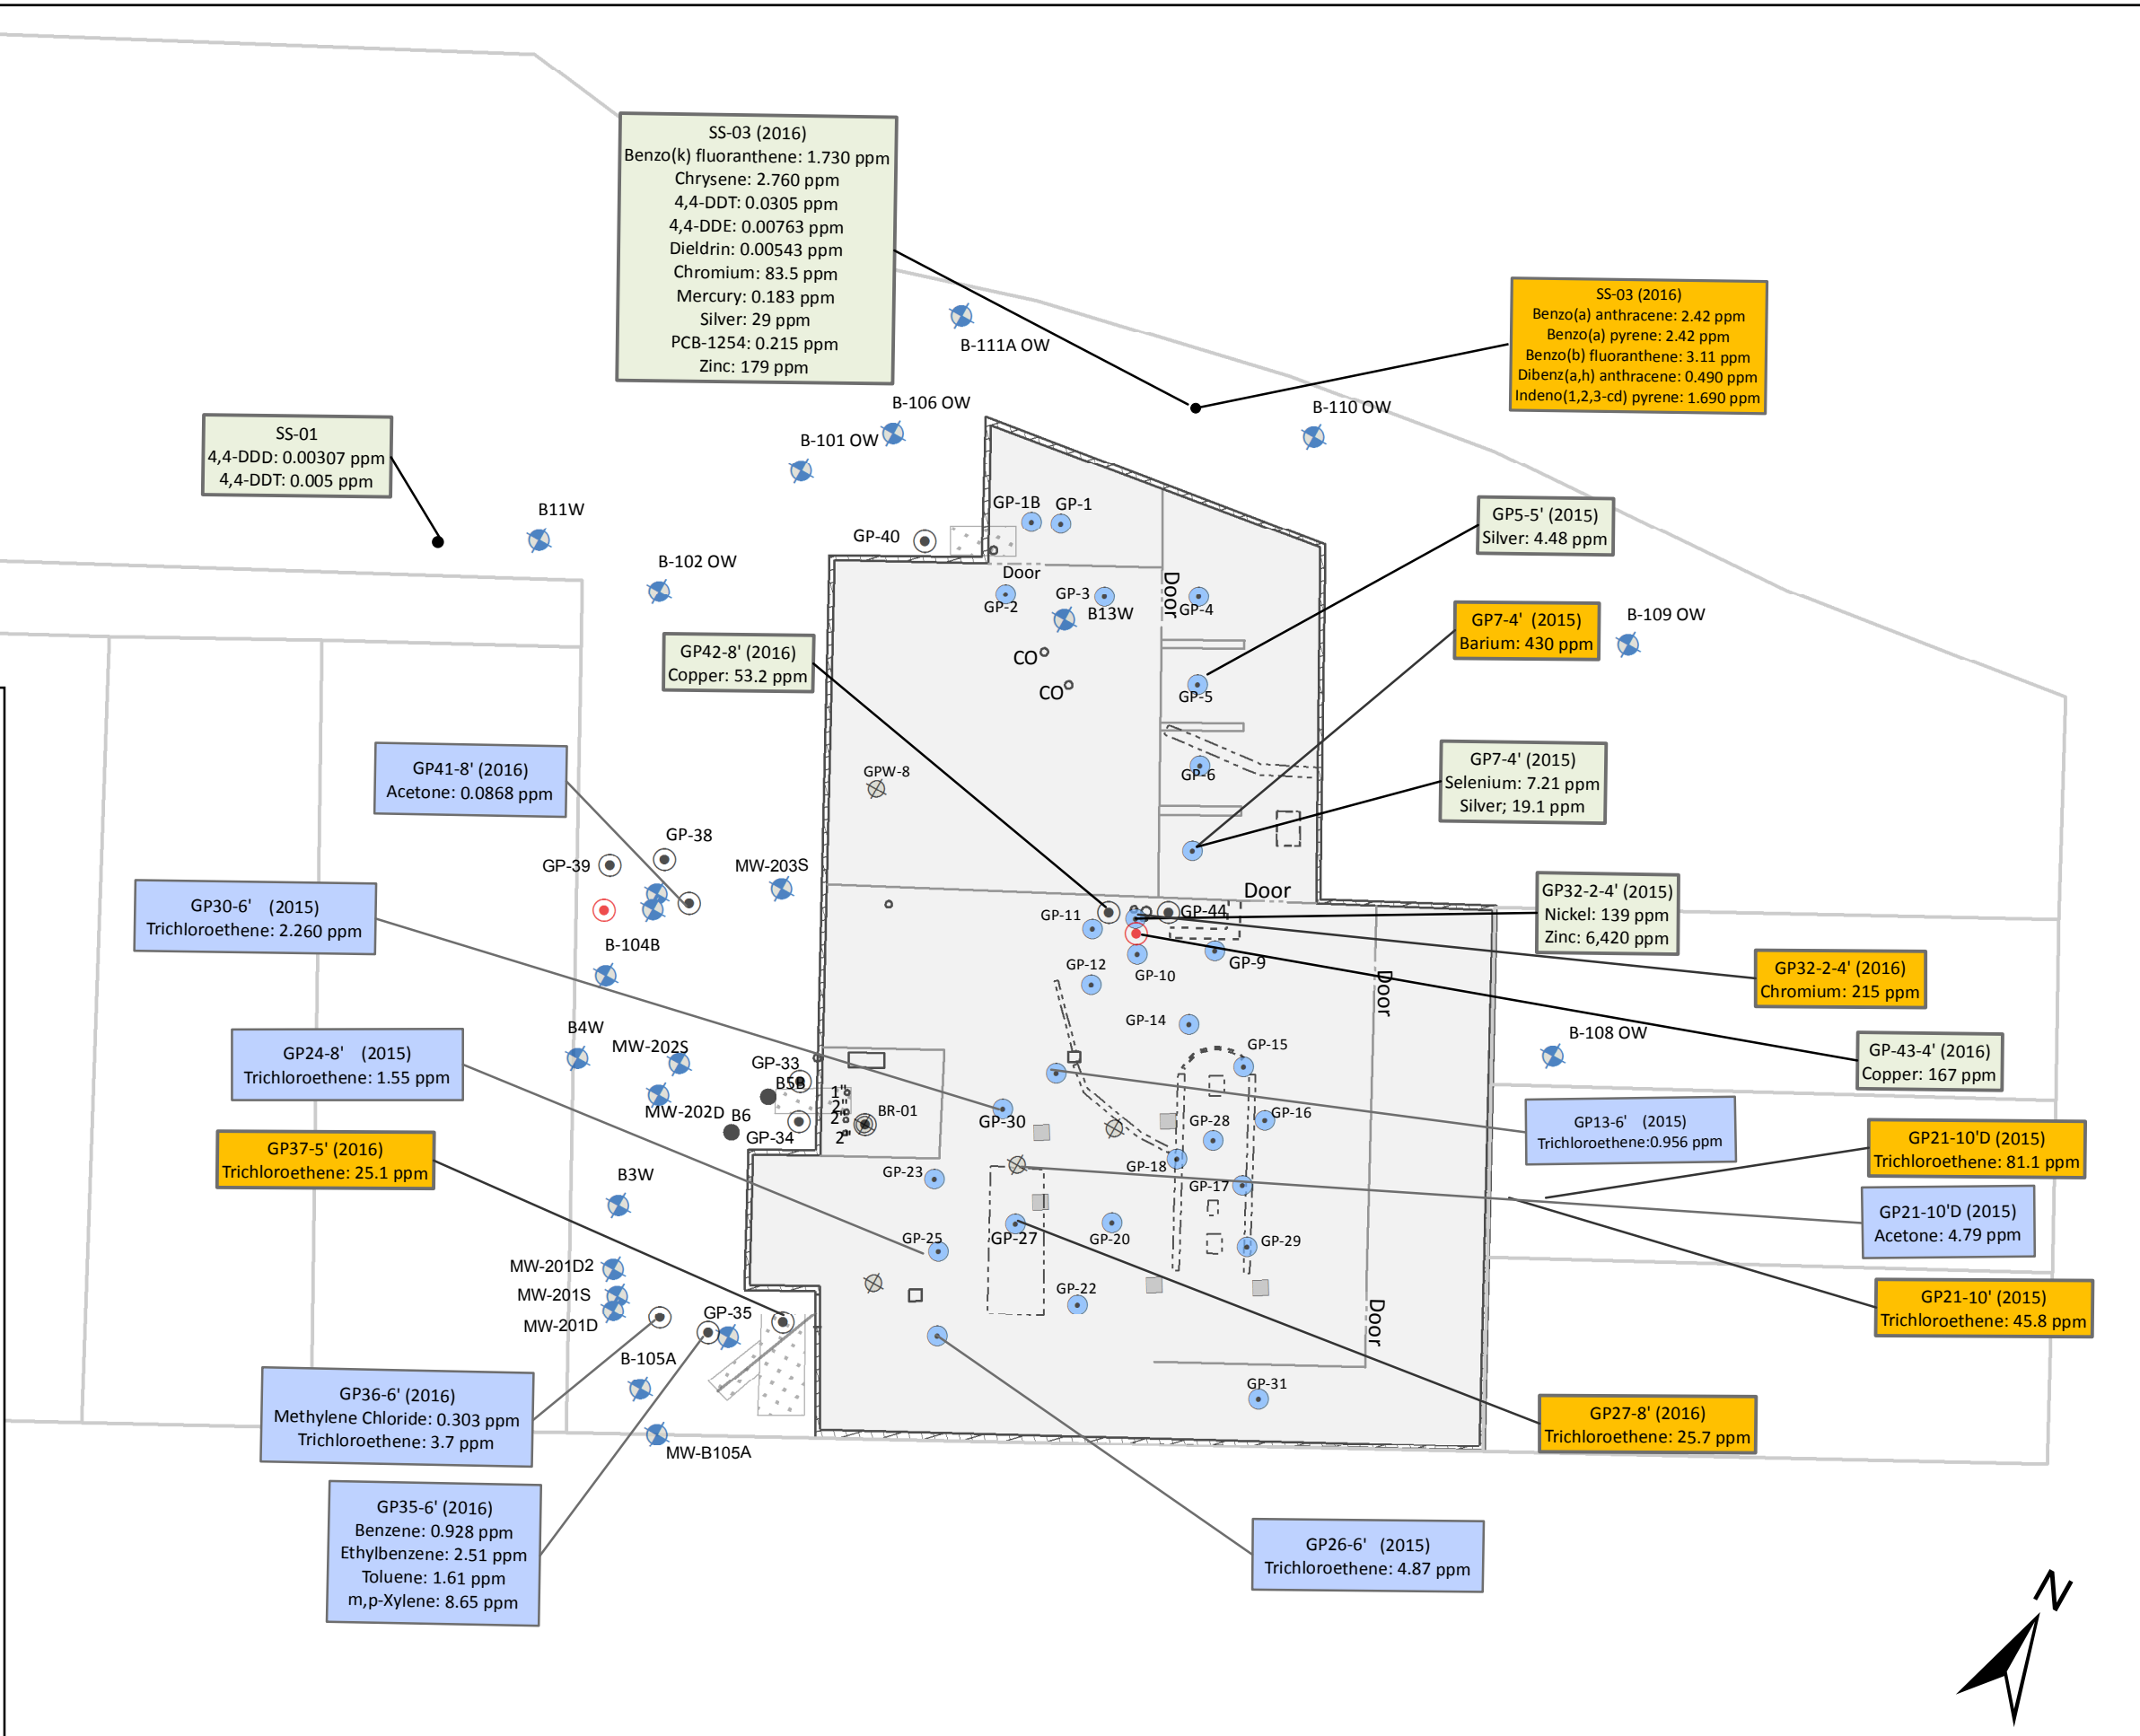 SS-03 (2016)
Benzo(k) fluoranthene: 1.730 ppm
Chrysene: 2.760 ppm
4,4-DDT: 0.0305 ppm
4,4-DDE: 0.00763 ppm
Dieldrin: 0.00543 ppm
Chromium: 83.5 ppm
Mercury: 0.183 ppm
Silver: 29 ppm
PCB-1254: 0.215 ppm
Zinc: 179 ppm
SS-03 (2016)
Benzo(a) anthracene: 2.42 ppm
Benzo(a) pyrene: 2.42 ppm
Benzo(b) fluoranthene: 3.11 ppm
Dibenz(a,h) anthracene: 0.490 ppm
Indeno(1,2,3-cd) pyrene: 1.690 ppm
B-111A OW
B-106 OW
B-110 OW
B-101 OW
SS-01
4,4-DDD: 0.00307 ppm
4,4-DDT: 0.005 ppm
B11W
GP-1B
GP-1
GP5-5' (2015)
Silver: 4.48 ppm
GP-40
B-102 OW
Door
Door
GP-2
GP-3
B13W
GP-4
GP7-4' (2015)
Barium: 430 ppm
B-109 OW
GP42-8' (2016)
Copper: 53.2 ppm
CO
CO
GP-5
GP41-8' (2016)
Acetone: 0.0868 ppm
GPW-8
GP-6
GP7-4' (2015)
Selenium: 7.21 ppm
Silver; 19.1 ppm
GP-38
GP-39
MW-203S
Door
GP30-6' (2015)
Trichloroethene: 2.260 ppm
GP-11
GP-44
GP32-2-4' (2015)
Nickel: 139 ppm
Zinc: 6,420 ppm
B-104B
GP-12
GP-10
GP-9
Door
GP32-2-4' (2016)
Chromium: 215 ppm
GP-14
B4W
MW-202S
GP-33
GP-15
B-108 OW
GP24-8' (2015)
Trichloroethene: 1.55 ppm
GP-43-4' (2016)
Copper: 167 ppm
B5B
1"
2"
2"
2"
MW-202D
B6
GP-34
BR-01
GP-30
GP-28
GP-16
GP13-6' (2015)
Trichloroethene:0.956 ppm
GP37-5' (2016)
Trichloroethene: 25.1 ppm
GP21-10'D (2015)
Trichloroethene: 81.1 ppm
GP-23
GP-18
GP-17
B3W
GP21-10'D (2015)
Acetone: 4.79 ppm
GP-25
GP-27
GP-20
GP-29
MW-201D2
MW-201S
MW-201D
GP-35
GP-22
Door
GP21-10' (2015)
Trichloroethene: 45.8 ppm
B-105A
GP-31
GP36-6' (2016)
Methylene Chloride: 0.303 ppm
Trichloroethene: 3.7 ppm
MW-B105A
GP27-8' (2016)
Trichloroethene: 25.7 ppm
GP35-6' (2016)
Benzene: 0.928 ppm
Ethylbenzene: 2.51 ppm
Toluene: 1.61 ppm
m,p-Xylene: 8.65 ppm
GP26-6' (2015)
Trichloroethene: 4.87 ppm
N